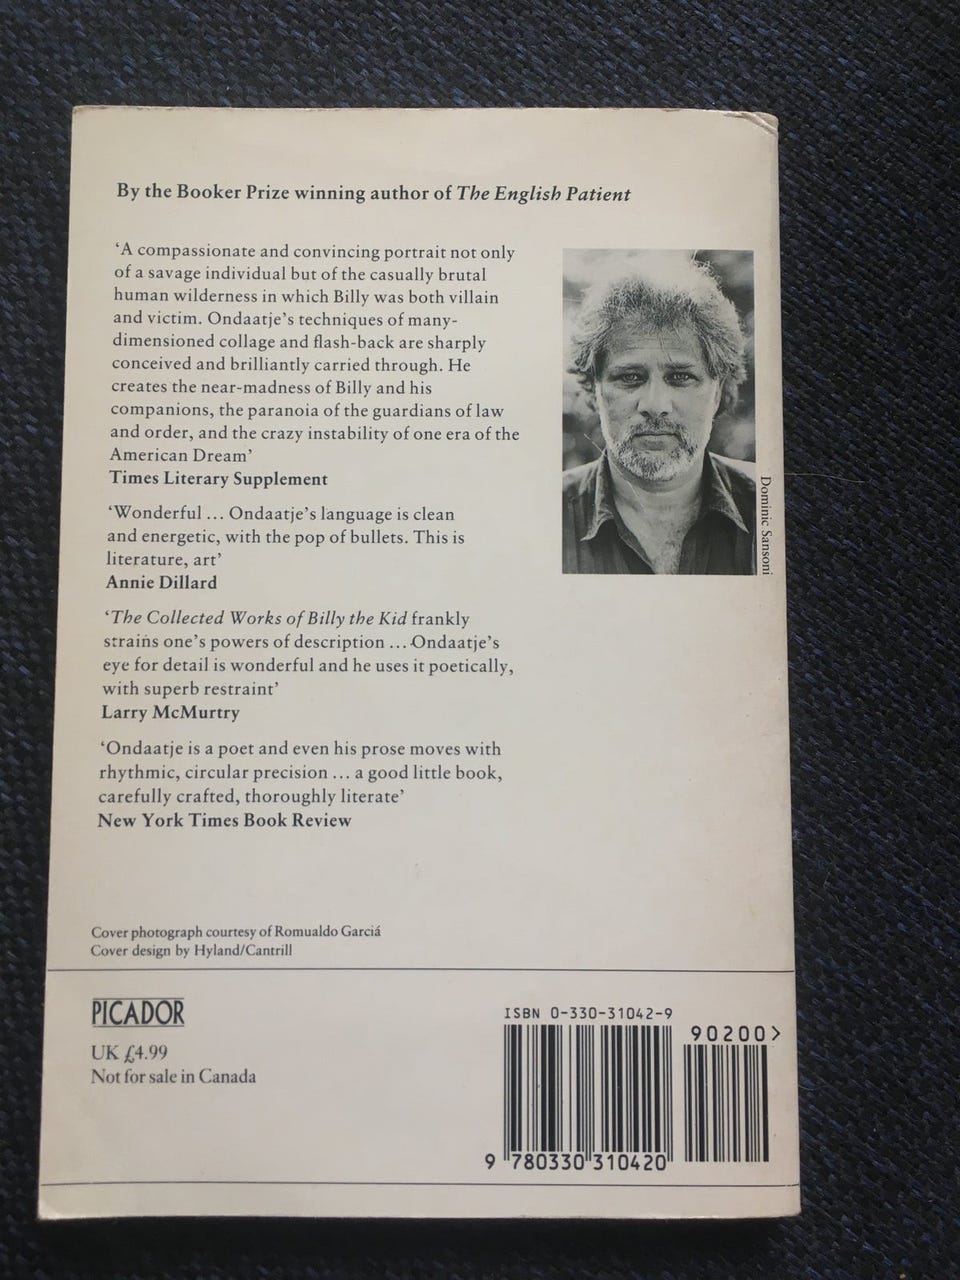 By the Booker Prize winning author of The English Patient
‘A compassionate and convincing portrait not only
of a savage individual but of the casually brutal
human wilderness in which Billy was both villain
and victim. Ondaatje’s techniques of many-
dimensioned collage and flash-back are sharply
conceived and brilliantly carried through. He
creates the near-madness of Billy and his
companions, the paranoia of the guardians of law
and order, and the crazy instability of one era of the
American Dream’
Times Literary Supplement
‘Wonderful ... Ondaatje’s language is clean
and energetic, with the pop of bullets. This is
literature, art’
Annie Dillard
‘The Collected Works of Billy the Kid frankly
strains one’s powers of description ... Ondaatje’s
eye for detail is wonderful and he uses it poetically,
with superb restraint’
Larry McMurtry
‘Ondaatje is a poet and even his prose moves with
rhythmic, circular precision ... a good little book,
carefully crafted, thoroughly literate’
New York Times Book Review
Dominic Sansoni
Cover photograph courtesy of Romualdo Garciá
Cover design by Hyland/Cantrill
PICADOR
UK £4.99
Not for sale in Canada
ISBN 0-330-31042-9
90200>
9 780330 310420